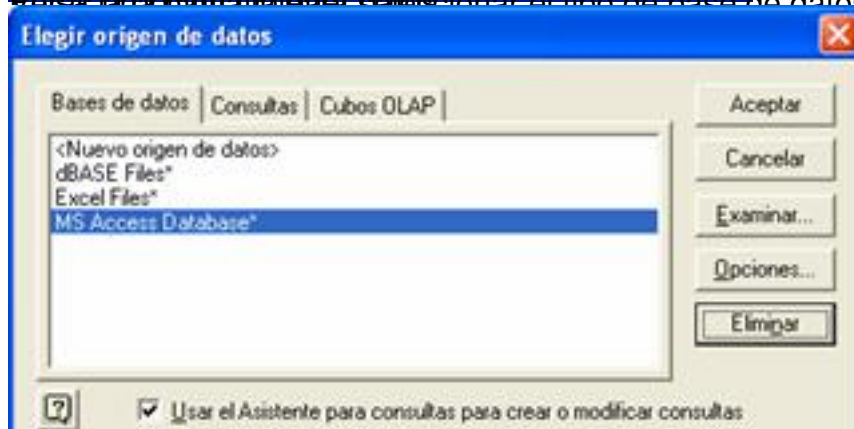 Elegir origen de datos
Bases de datos Consultas Cubos OLAP
<Nuevo origen de datos>
dBASE Files*
Excel Files*
MS Access Database*
Aceptar
Cancelar
Examinar...
Opciones...
Eliminar
Usar el Asistente para consultas para crear o modificar consultas